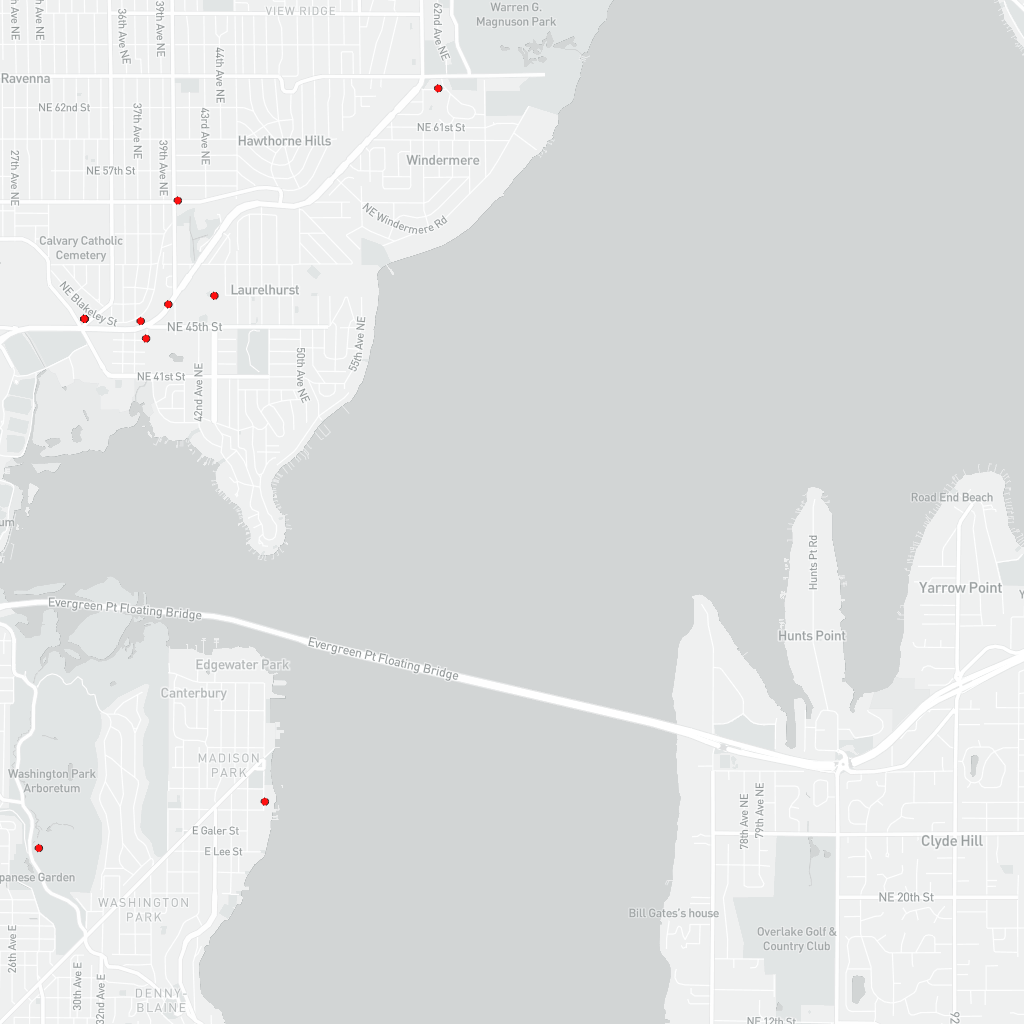 VIEW RIDGE
Warren G.
Magnuson Park
36th Ave NE
39th Ave NE
62nd Ave NE
44th Ave NE
Ravenna
NE 62nd St
37th Ave NE
43rd Ave NE
NE 61st St
Hawthorne Hills
39th Ave NE
Windermere
27th Ave NE
NE 57th St
NE Windermere Rd
Calvary Catholic
Cemetery
NE Blakeley St
Laurelhurst
NE 45th St
55th Ave NE
50th Ave NE
NE 41st St
42nd Ave NE
Road End Beach
um
Hunts Pt Rd
Yarrow Point
Y
Evergreen Pt Floating Bridge
Evergreen Pt Floating Bridge
Hunts Point
Edgewater Park
Canterbury
MADISON
PARK
Washington Park
Arboretum
78th Ave NE
79th Ave NE
E Galer St
E Lee St
Clyde Hill
panese Garden
NE 20th St
WASHINGTON
PARK
Bill Gates's house
Overlake Golf &
Country Club
26th Ave E
30th Ave E
32nd Ave E
DENNY-
BLAINE
NE 12th St
92